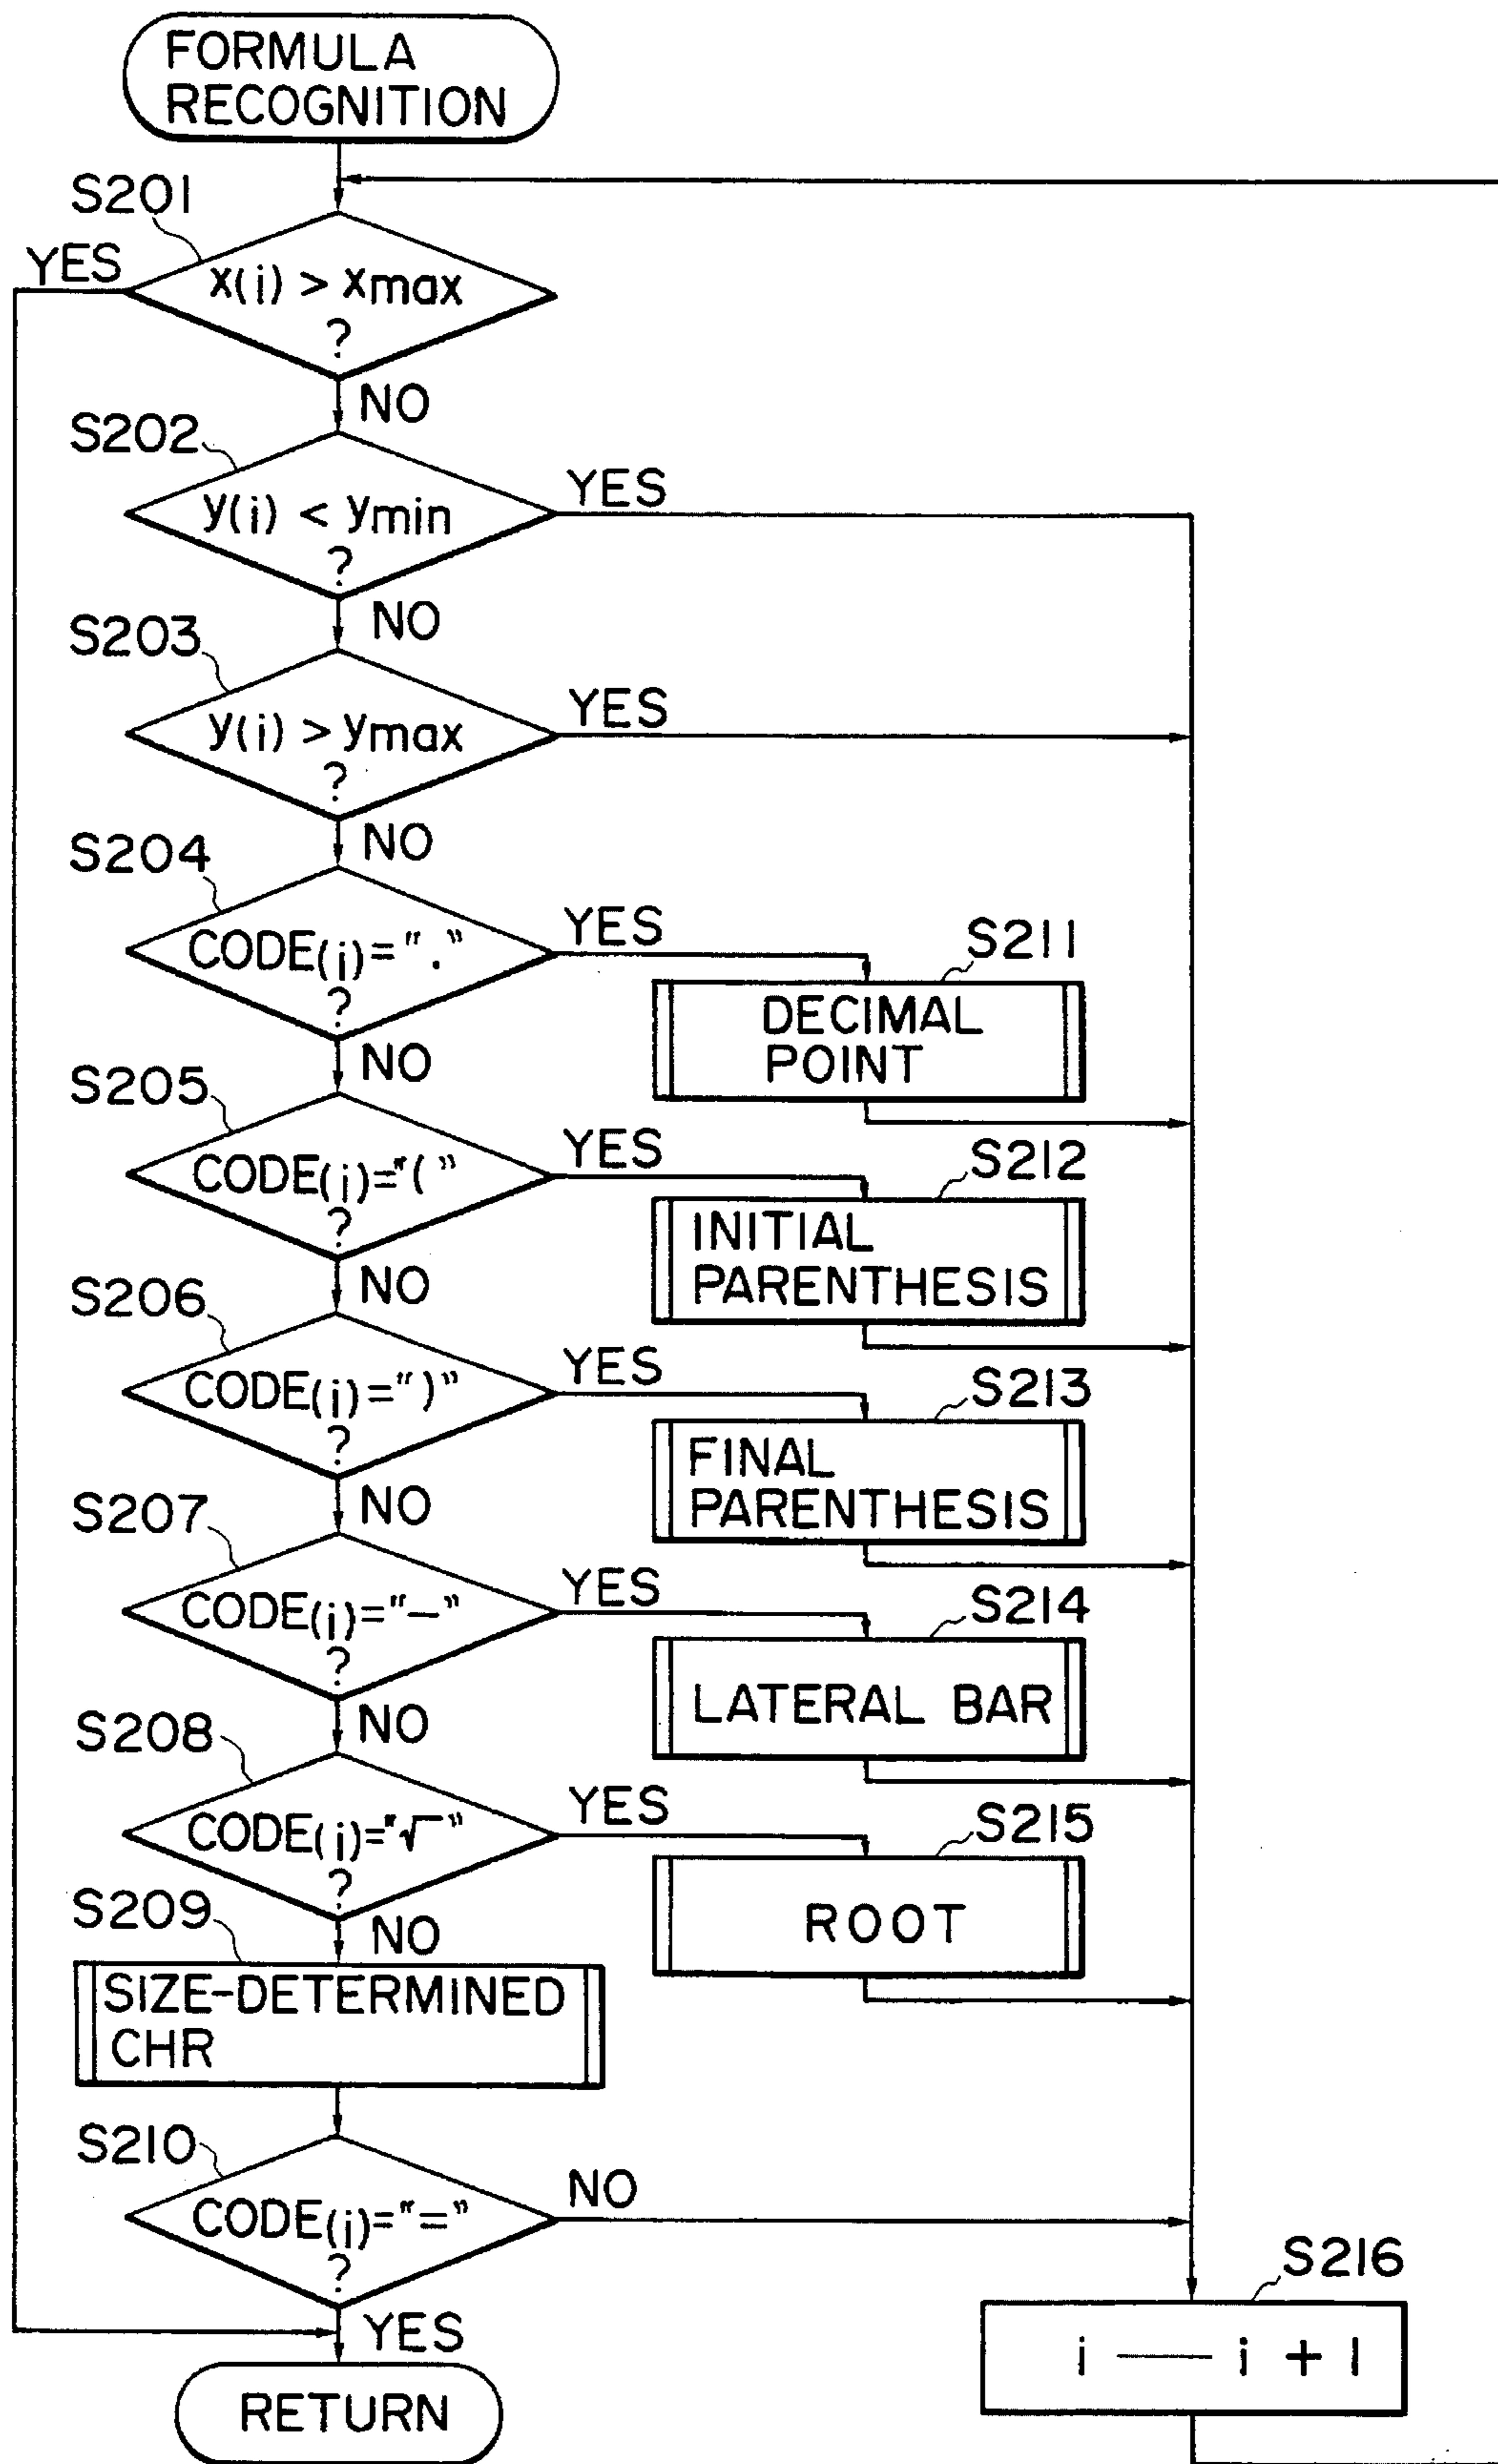 FORMULA
RECOGNITION
S201
YES
x(i) > xmax
?
NO
S202
y(i) < ymin
?
YES
NO
S203
y(i) > ymax
?
YES
NO
S204
CODE(i)="."
?
YES
S211
DECIMAL
POINT
NO
S205
CODE(i)="("
?
YES
S212
INITIAL
PARENTHESIS
NO
S206
CODE(i)=")"
?
YES
S213
FINAL
PARENTHESIS
NO
S207
CODE(i)="—"
?
YES
S214
LATERAL BAR
NO
S208
CODE(i)="√"
?
YES
S215
ROOT
NO
S209
SIZE-DETERMINED
CHR
S210
CODE(i)="="
?
NO
YES
S216
i — i + 1
RETURN